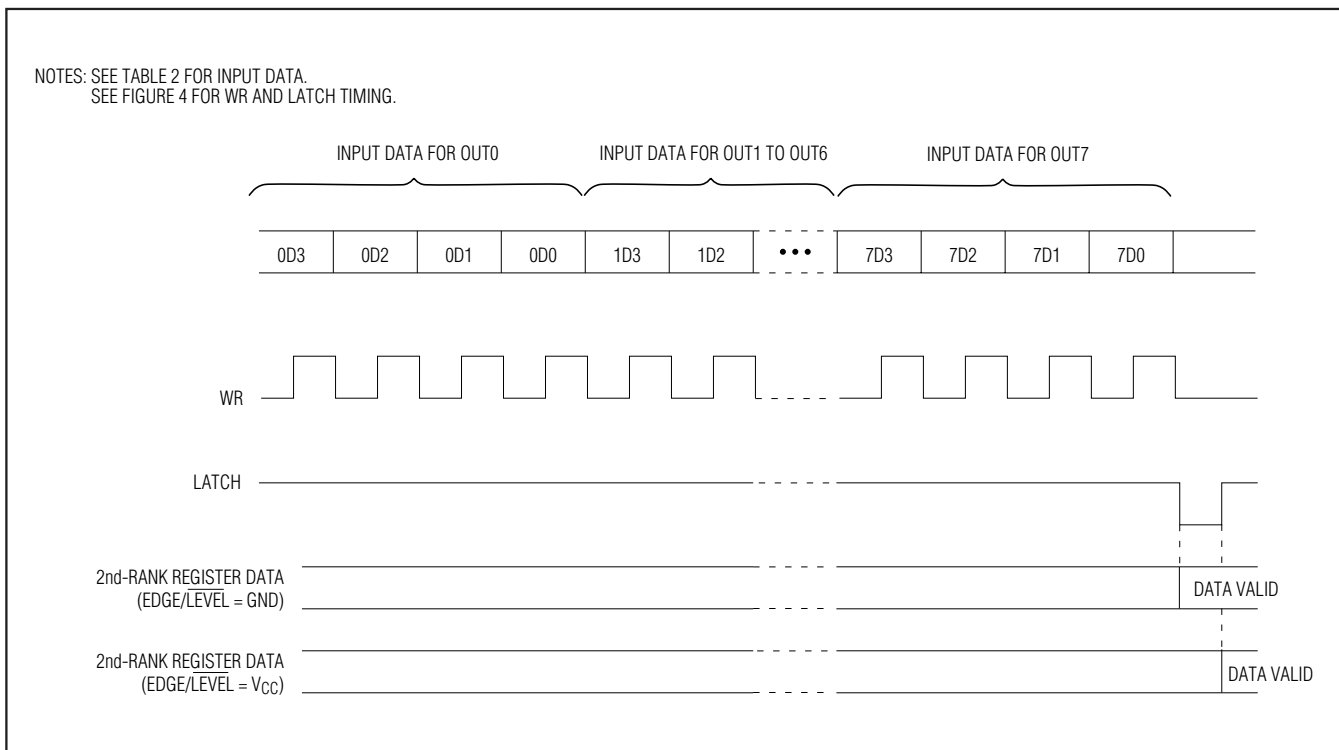 NOTES: SEE TABLE 2 FOR INPUT DATA.
SEE FIGURE 4 FOR WR AND LATCH TIMING.
INPUT DATA FOR OUT0
INPUT DATA FOR OUT1 TO OUT6
INPUT DATA FOR OUT7
0D3 0D2 0D1 0D0 1D3 1D2 ••• 7D3 7D2 7D1 7D0
WR
LATCH
2nd-RANK REGISTER DATA
(EDGE/L̅E̅V̅E̅L̅ = GND)
DATA VALID
2nd-RANK REGISTER DATA
(EDGE/L̅E̅V̅E̅L̅ = VCC)
DATA VALID